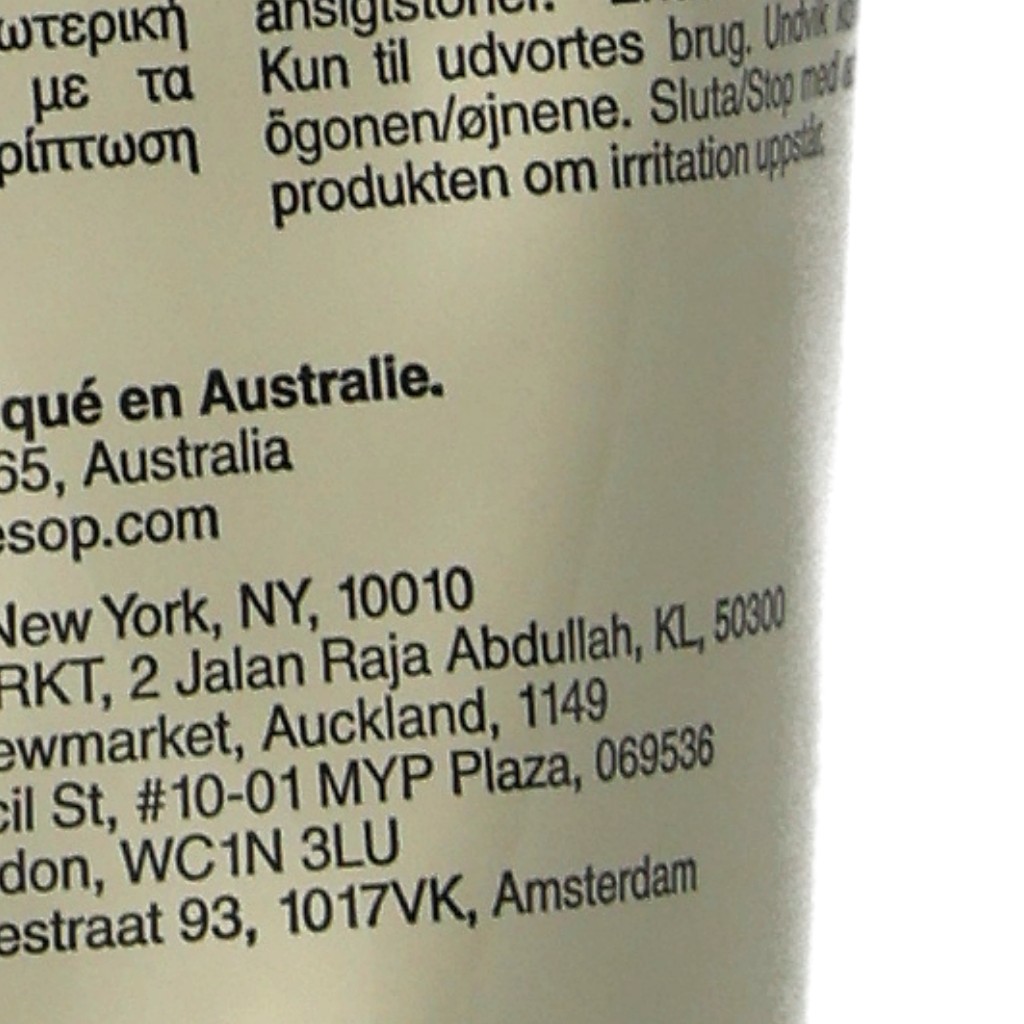 ωτερική
με τα
ρίπτωση
Kun til udvortes brug. Undvik
ögonen/øjnene. Sluta/Stop med
produkten om irritation uppstår.
qué en Australie.
65, Australia
esop.com
New York, NY, 10010
RKT, 2 Jalan Raja Abdullah, KL, 50300
ewmarket, Auckland, 1149
cil St, #10-01 MYP Plaza, 069536
don, WC1N 3LU
estraat 93, 1017VK, Amsterdam